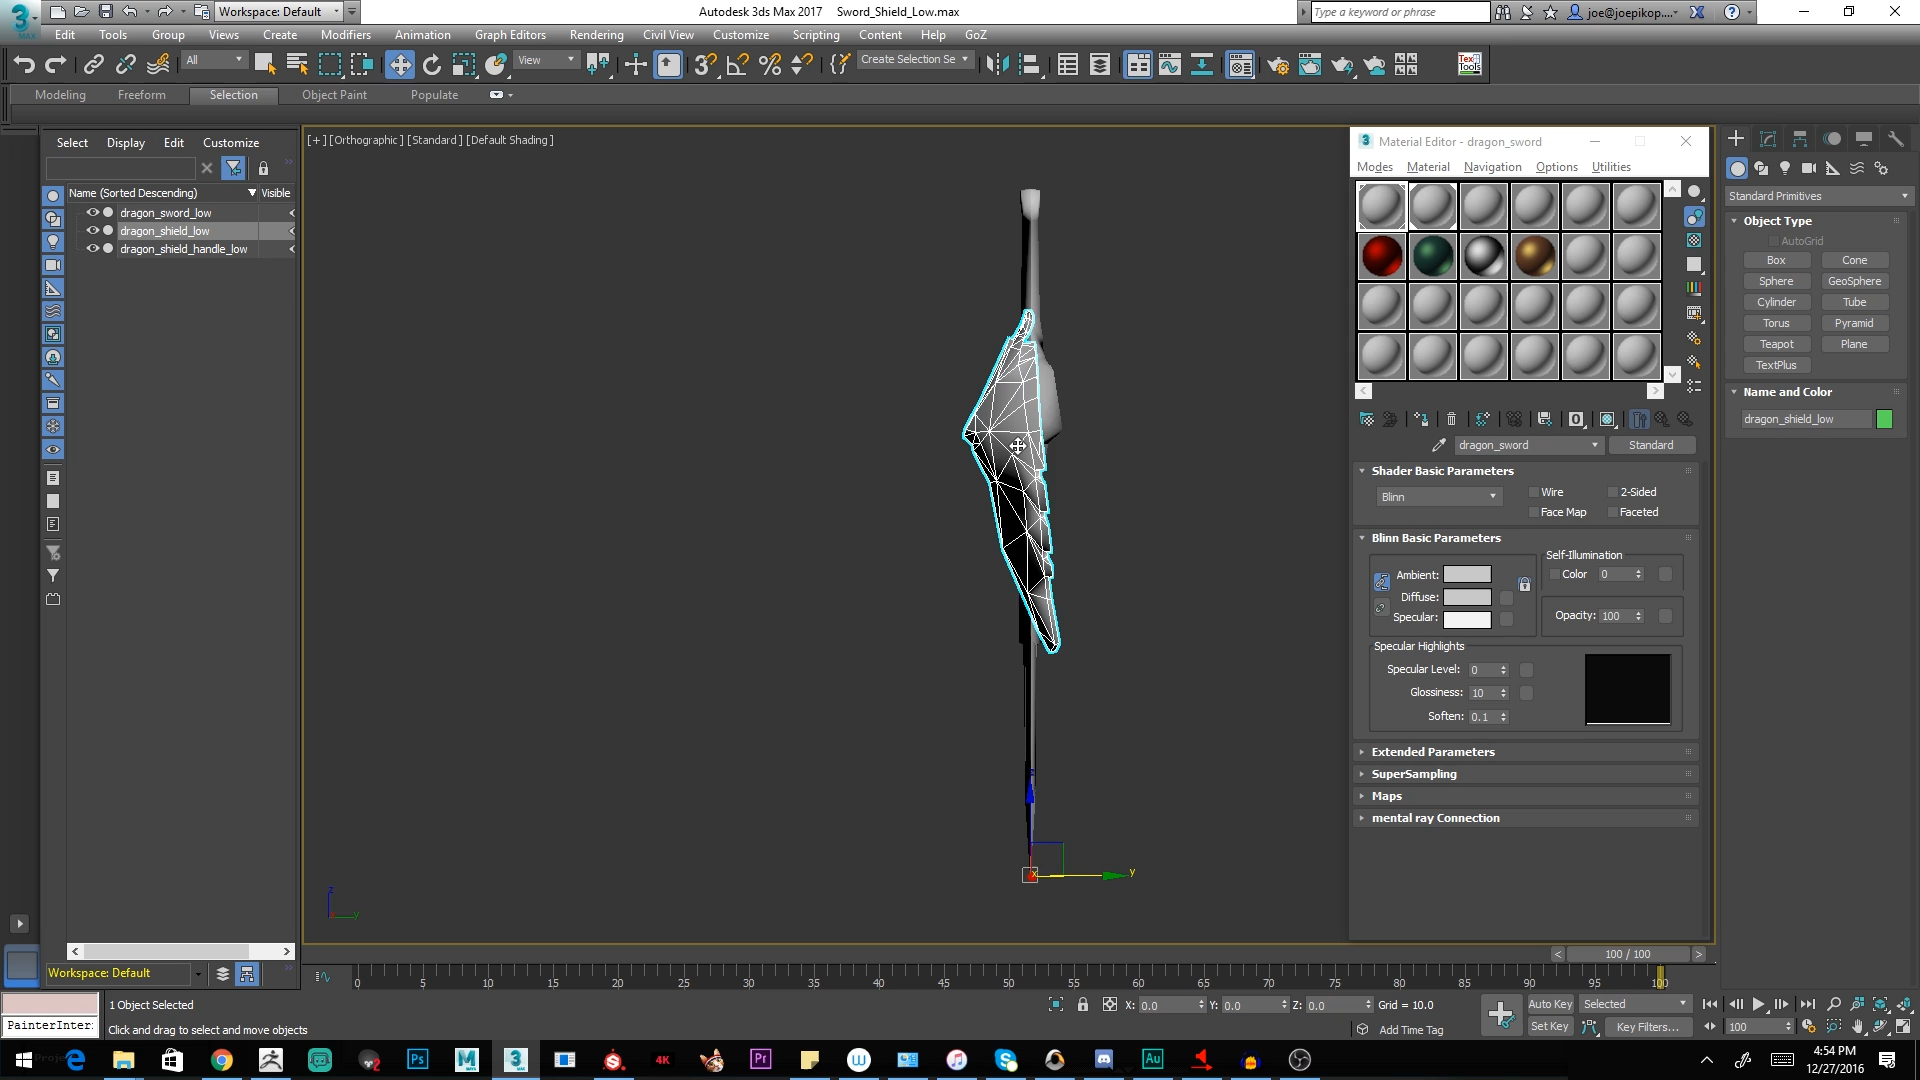 Workspace: Default
Autodesk 3ds Max 2017 Sword_Shield_Low.max
Type a keyword or phrase
joe@joepikop....
3 MAX
Edit Tools Group Views Create Modifiers Animation Graph Editors Rendering Civil View Customize Scripting Content Help GoZ
All
View
Create Selection Se
Tex Tools
Modeling Freeform Selection Object Paint Populate
Select Display Edit Customize
Name (Sorted Descending) Visible
dragon_sword_low
dragon_shield_low
dragon_shield_handle_low
[+] [Orthographic] [Standard] [Default Shading]
x
y
z
y
Material Editor - dragon_sword
Modes Material Navigation Options Utilities
dragon_sword Standard
Shader Basic Parameters
Blinn
Wire 2-Sided
Face Map Faceted
Blinn Basic Parameters
Self-Illumination
Ambient: Color 0
Diffuse:
Specular: Opacity: 100
Specular Highlights
Specular Level: 0
Glossiness: 10
Soften: 0.1
Extended Parameters
SuperSampling
Maps
mental ray Connection
Standard Primitives
Object Type
AutoGrid
Box Cone
Sphere GeoSphere
Cylinder Tube
Torus Pyramid
Teapot Plane
TextPlus
Name and Color
dragon_shield_low
100 / 100
Workspace: Default
0 5 10 15 20 25 30 35 40 45 50 55 60 65 70 75 80 85 90 95 100
1 Object Selected
X: 0.0 Y: 0.0 Z: 0.0 Grid = 10.0
Auto Key Selected
PainterInter:
Click and drag to select and move objects
Add Time Tag
Set Key Key Filters...
100
Ps
M
3
4K
Pr
Au
4:54 PM
12/27/2016